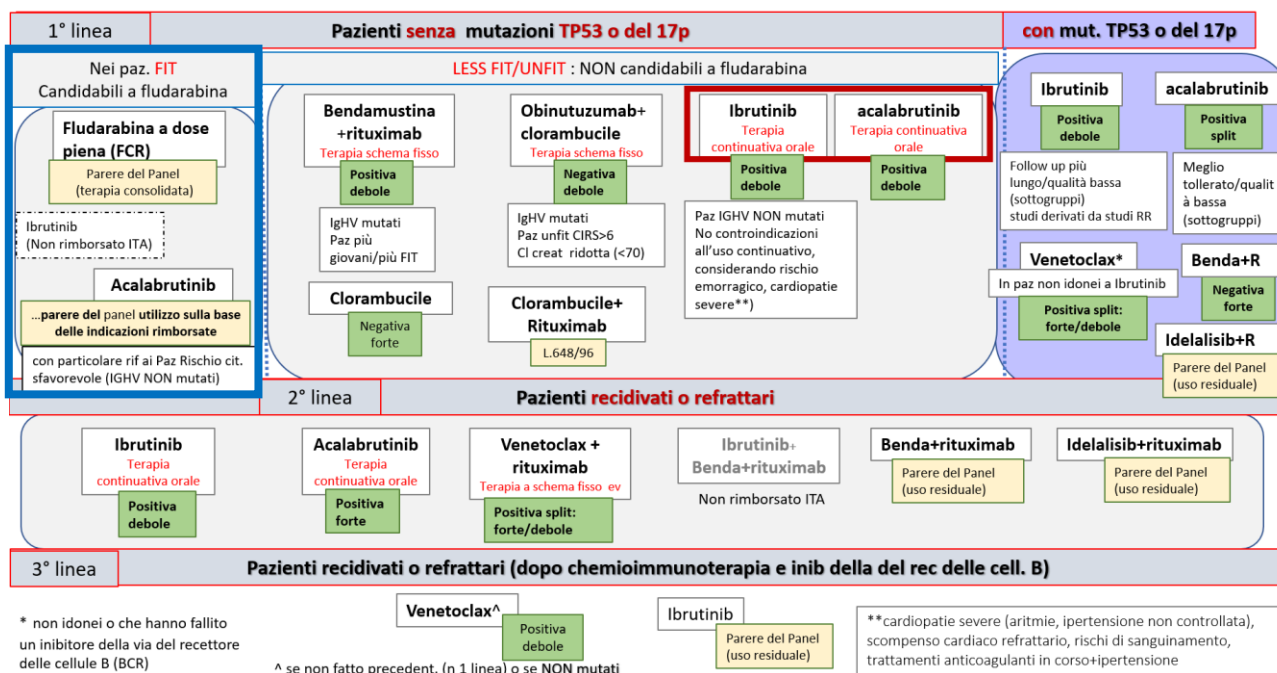 1° linea
Pazienti senza mutazioni TP53 o del 17p
con mut. TP53 o del 17p
Nei paz. FIT
Candidabili a fludarabina
LESS FIT/UNFIT : NON candidabili a fludarabina
Fludarabina a dose
piena (FCR)
Parere del Panel
(terapia consolidata)
Ibrutinib
(Non rimborsato ITA)
Acalabrutinib
...parere del panel utilizzo sulla base
delle indicazioni rimborsate
con particolare rif ai Paz Rischio cit.
sfavorevole (IGHV NON mutati)
Bendamustina
+rituximab
Terapia schema fisso
Positiva
debole
IgHV mutati
Paz più
giovani/più FIT
Clorambucile
Negativa
forte
Obinutuzumab+
clorambucile
Terapia schema fisso
Negativa
debole
IgHV mutati
Paz unfit CIRS>6
Cl creat ridotta (<70)
Clorambucile+
Rituximab
L.648/96
Ibrutinib
Terapia
continuativa orale
Positiva
debole
Paz IGHV NON mutati
No controindicazioni
all'uso continuativo,
considerando rischio
emorragico, cardiopatie
severe**)
acalabrutinib
Terapia continuativa
orale
Positiva
debole
Ibrutinib
Positiva
debole
Follow up più
lungo/qualità bassa
(sottogruppi)
studi derivati da studi RR
acalabrutinib
Positiva
split
Meglio
tollerato/qualit
à bassa
(sottogruppi)
Venetoclax*
In paz non idonei a Ibrutinib
Positiva split:
forte/debole
Benda+R
Negativa
forte
Idelalisib+R
Parere del Panel
(uso residuale)
2° linea
Pazienti recidivati o refrattari
Ibrutinib
Terapia
continuativa orale
Positiva
debole
Acalabrutinib
Terapia
continuativa orale
Positiva
forte
Venetoclax +
rituximab
Terapia a schema fisso ev
Positiva split:
forte/debole
Ibrutinib+
Benda+rituximab
Non rimborsato ITA
Benda+rituximab
Parere del Panel
(uso residuale)
Idelalisib+rituximab
Parere del Panel
(uso residuale)
3° linea
Pazienti recidivati o refrattari (dopo chemioimmunoterapia e inib della del rec delle cell. B)
* non idonei o che hanno fallito
un inibitore della via del recettore
delle cellule B (BCR)
Venetoclax^
Positiva
debole
^ se non fatto precedent. (n 1 linea) o se NON mutati
Ibrutinib
Parere del Panel
(uso residuale)
**cardiopatie severe (aritmie, ipertensione non controllata),
scompenso cardiaco refrattario, rischi di sanguinamento,
trattamenti anticoagulanti in corso+ipertensione